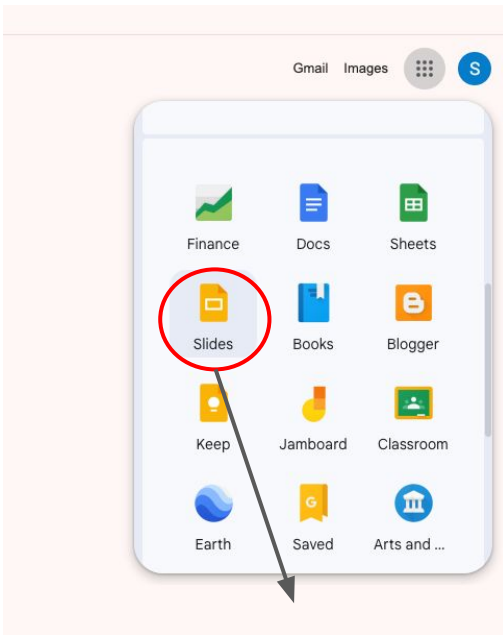 Gmail Images S
Finance Docs Sheets
Slides Books Blogger
Keep Jamboard Classroom
G
Earth Saved Arts and ...